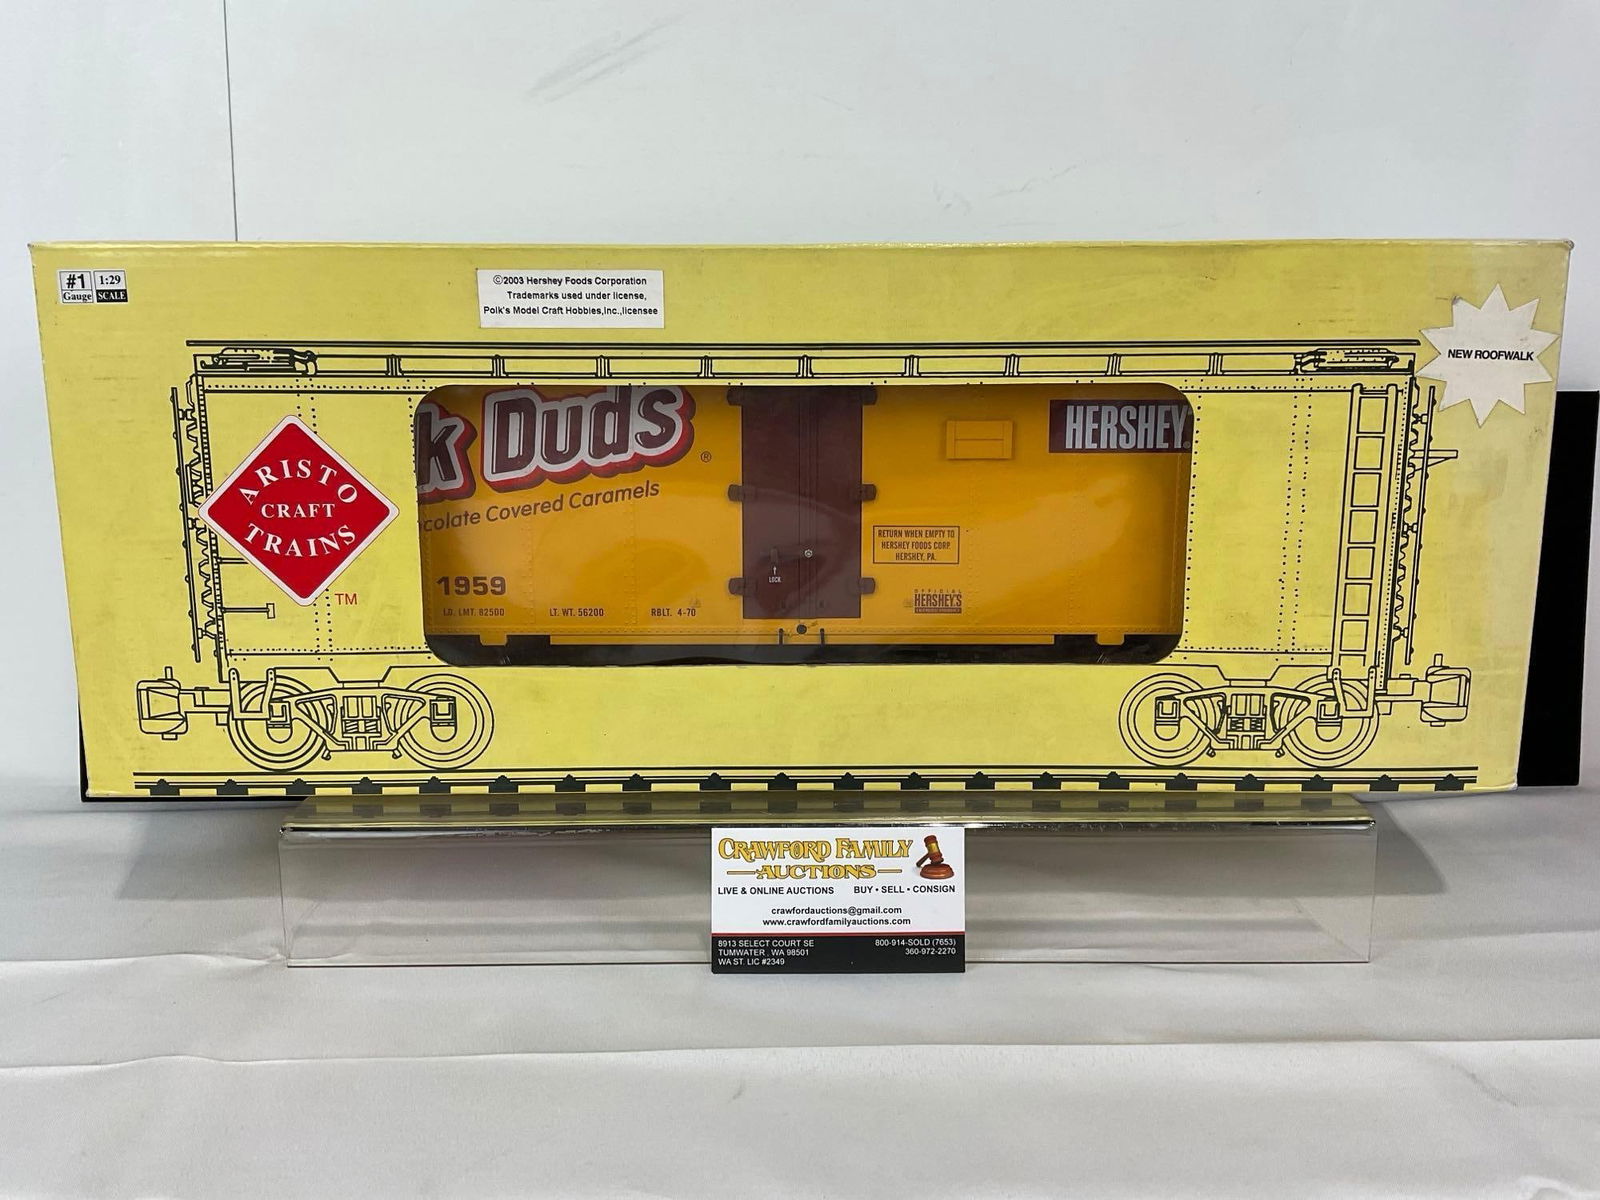 #1
Gauge
1:29
SCALE
©2003 Hershey Foods Corporation
Trademarks used under license,
Polk's Model Craft Hobbies,Inc.,licensee
NEW ROOFWALK
ARISTO
CRAFT
TRAINS
TM
k Duds
®
colate Covered Caramels
1959
LD. LMT. 82500
LT. WT. 56200
RBLT. 4-70
LOCK
HERSHEY
RETURN WHEN EMPTY TO
HERSHEY FOODS CORP.
HERSHEY, PA.
OFFICIAL
HERSHEY'S
CRAWFORD FAMILY
AUCTIONS
LIVE & ONLINE AUCTIONS BUY • SELL • CONSIGN
crawfordauctions@gmail.com
www.crawfordfamilyauctions.com
8913 SELECT COURT SE 800-914-SOLD (7653)
TUMWATER , WA 98501 360-972-2270
WA ST. LIC #2349